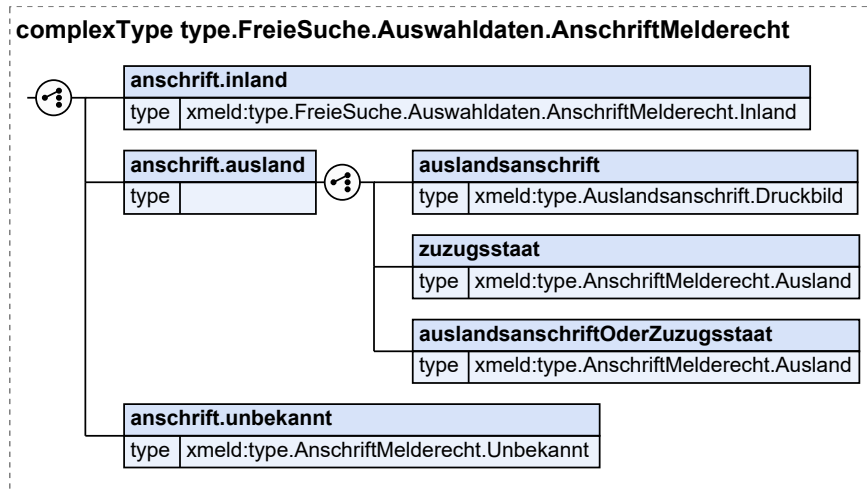 complexType type.FreieSuche.Auswahldaten.AnschriftMelderecht
anschrift.inland
type xmeld:type.FreieSuche.Auswahldaten.AnschriftMelderecht.Inland
anschrift.ausland
type
auslandsanschrift
type xmeld:type.Auslandsanschrift.Druckbild
zuzugsstaat
type xmeld:type.AnschriftMelderecht.Ausland
auslandsanschriftOderZuzugsstaat
type xmeld:type.AnschriftMelderecht.Ausland
anschrift.unbekannt
type xmeld:type.AnschriftMelderecht.Unbekannt